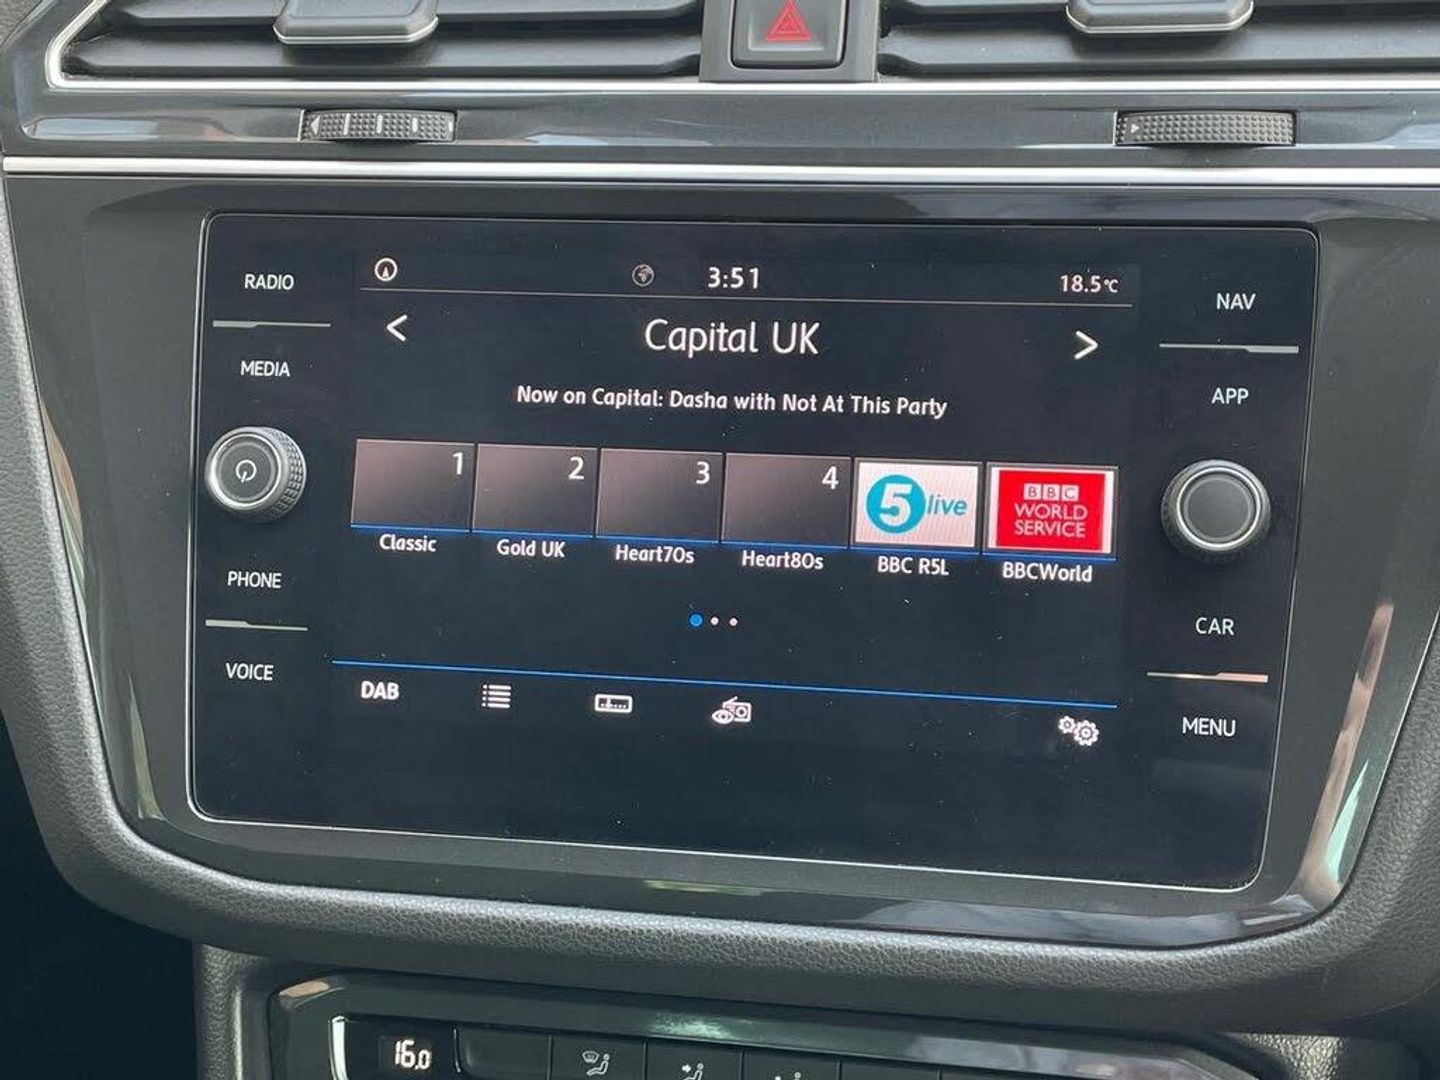 RADIO
MEDIA
PHONE
VOICE
3:51
18.5°C
Capital UK
Now on Capital: Dasha with Not At This Party
1
2
3
4
5 live
BBC
WORLD
SERVICE
Classic
Gold UK
Heart70s
Heart80s
BBC R5L
BBCWorld
DAB
NAV
APP
CAR
MENU
16.0